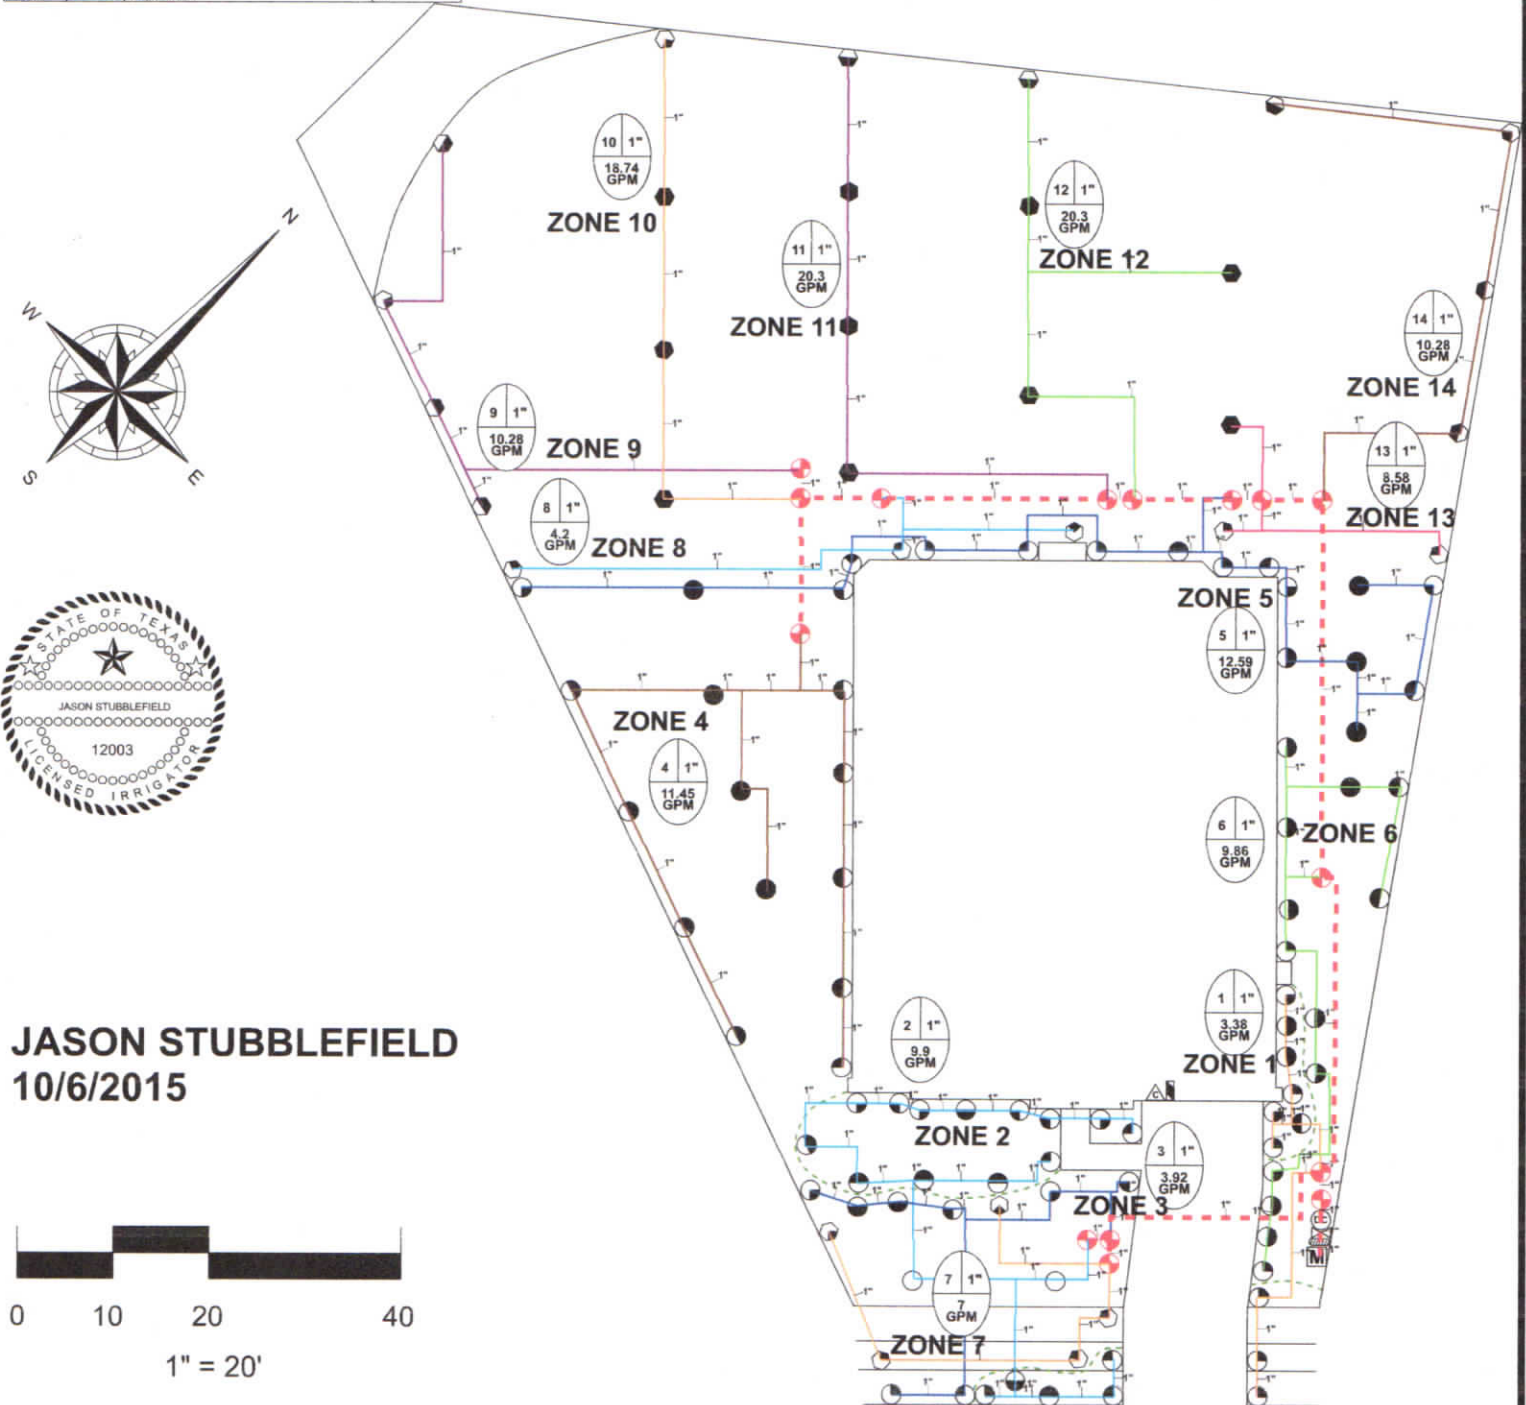 10 1"
18.74
GPM
ZONE 10
11 1"
20.3
GPM
ZONE 11
12 1"
20.3
GPM
ZONE 12
14 1"
10.28
GPM
ZONE 14
N
W
S
E
9 1"
10.28
GPM
ZONE 9
13 1"
8.58
GPM
ZONE 13
8 1"
4.2
GPM
ZONE 8
ZONE 5
5 1"
12.59
GPM
STATE OF TEXAS
JASON STUBBLEFIELD
12003
LICENSED IRRIGATOR
ZONE 4
4 1"
11.45
GPM
6 1"
9.86
GPM
ZONE 6
1 1"
3.38
GPM
ZONE 1
2 1"
9.9
GPM
ZONE 2
JASON STUBBLEFIELD
10/6/2015
C
3 1"
3.92
GPM
ZONE 3
M
7 1"
7
GPM
ZONE 7
0 10 20 40
1" = 20'